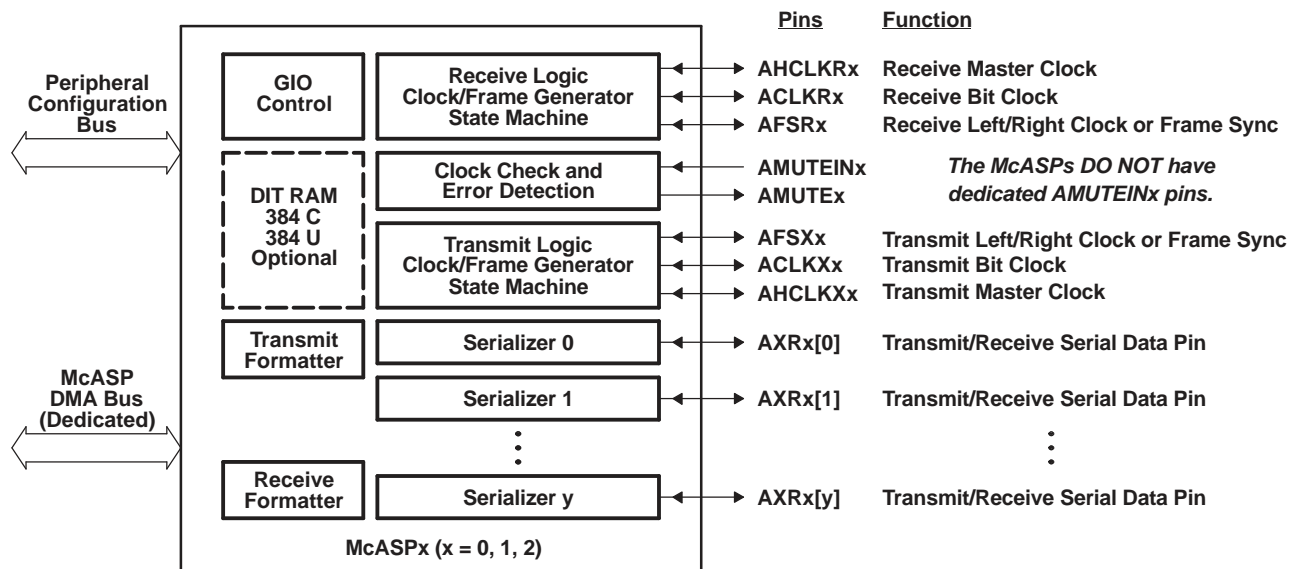 Pins Function
Peripheral
Configuration
Bus
GIO
Control
Receive Logic
Clock/Frame Generator
State Machine
AHCLKRx Receive Master Clock
ACLKRx Receive Bit Clock
AFSRx Receive Left/Right Clock or Frame Sync
DIT RAM
384 C
384 U
Optional
Clock Check and
Error Detection
AMUTEINx
AMUTEx
The McASPs DO NOT have
dedicated AMUTEINx pins.
Transmit Logic
Clock/Frame Generator
State Machine
AFSXx Transmit Left/Right Clock or Frame Sync
ACLKXx Transmit Bit Clock
AHCLKXx Transmit Master Clock
Transmit
Formatter
Serializer 0
AXRx[0] Transmit/Receive Serial Data Pin
McASP
DMA Bus
(Dedicated)
Serializer 1
AXRx[1] Transmit/Receive Serial Data Pin
Receive
Formatter
Serializer y
AXRx[y] Transmit/Receive Serial Data Pin
McASPx (x = 0, 1, 2)